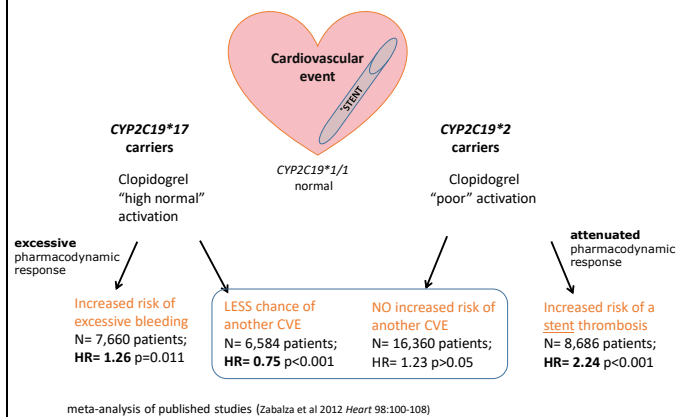 Cardiovascular
event
"STENT
CYP2C19*17
carriers
CYP2C19*1/1
normal
CYP2C19*2
carriers
Clopidogrel
“high normal”
activation
Clopidogrel
“poor” activation
excessive
pharmacodynamic
response
attenuated
pharmacodynamic
response
Increased risk of
excessive bleeding
N= 7,660 patients;
HR= 1.26 p=0.011
LESS chance of
another CVE
N= 6,584 patients;
HR= 0.75 p<0.001
NO increased risk of
another CVE
N= 16,360 patients;
HR= 1.23 p>0.05
Increased risk of a
stent thrombosis
N= 8,686 patients;
HR= 2.24 p<0.001
meta-analysis of published studies (Zabalza et al 2012 Heart 98:100-108)